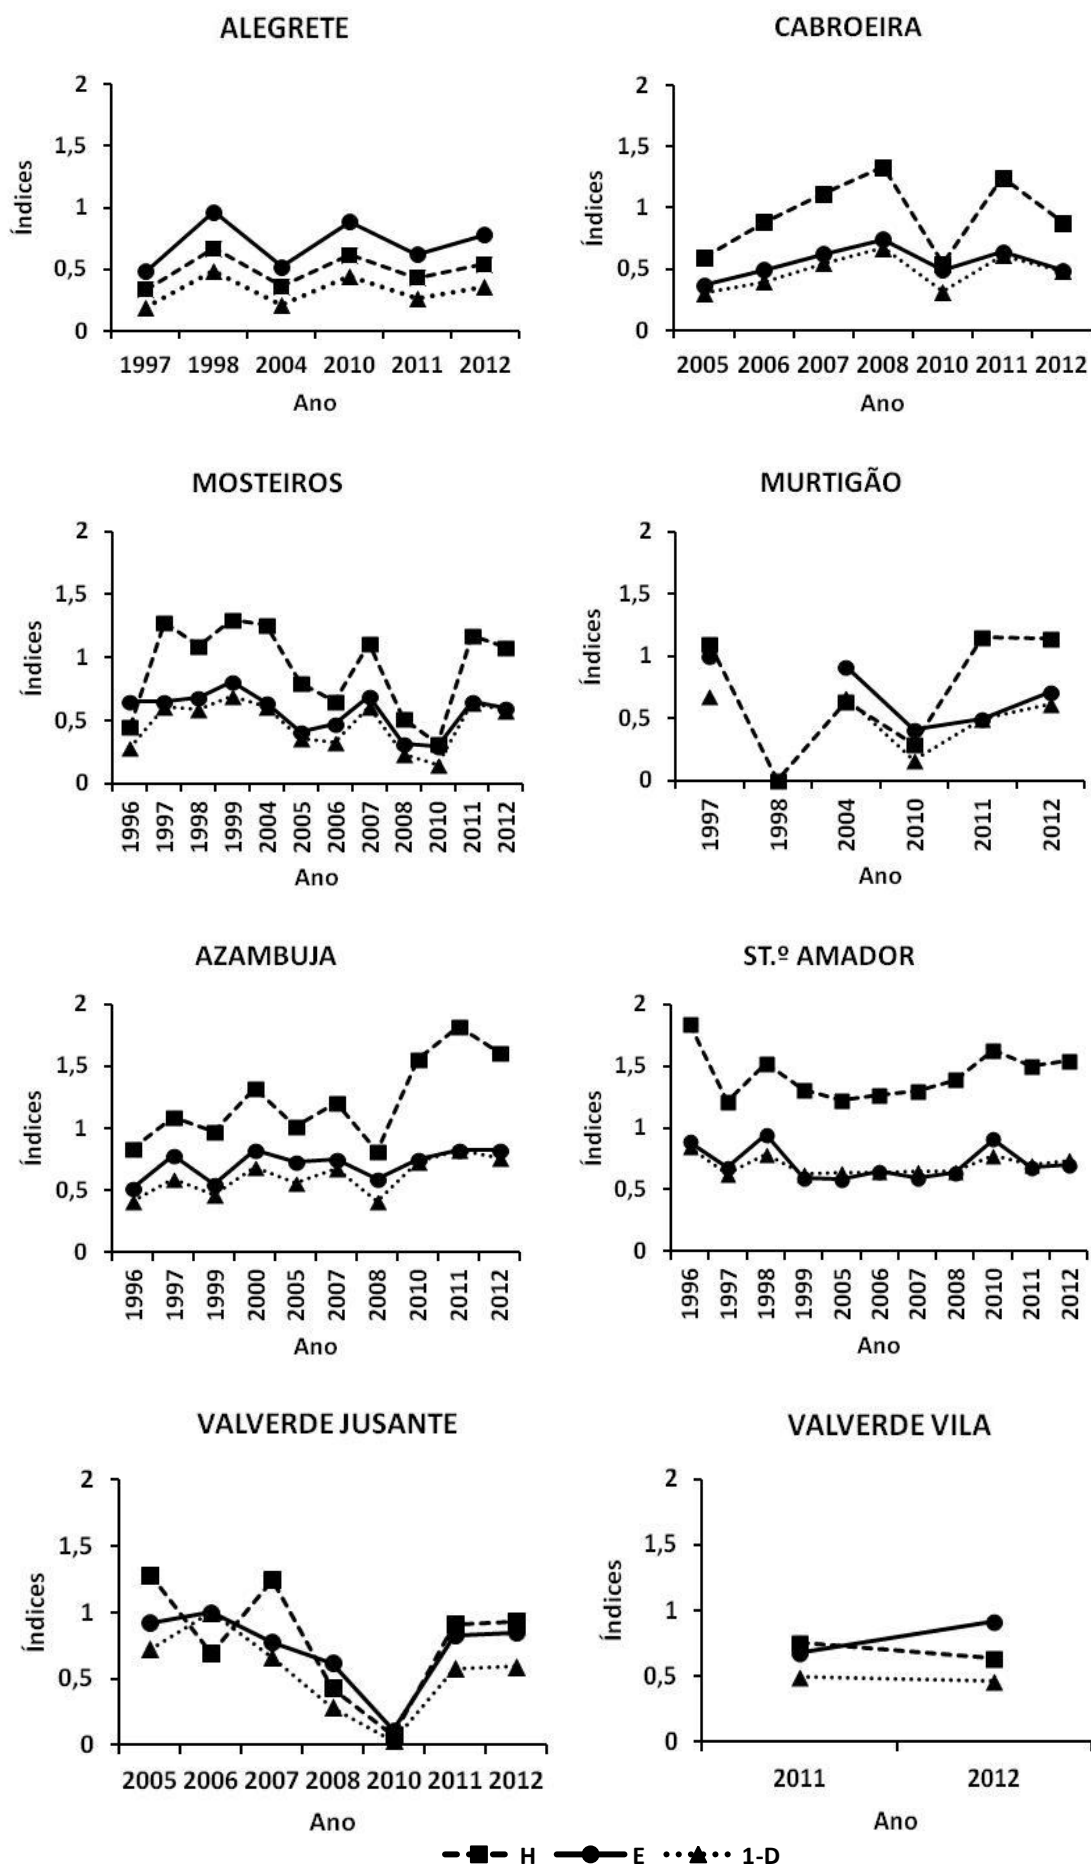 ALEGRETE
2
1,5
1
0,5
0
Índices
1997 1998 2004 2010 2011 2012
Ano
CABROEIRA
2
1,5
1
0,5
0
Índices
2005 2006 2007 2008 2010 2011 2012
Ano
MOSTEIROS
2
1,5
1
0,5
0
Índices
1996 1997 1998 1999 2004 2005 2006 2007 2008 2010 2011 2012
Ano
MURTIGÃO
2
1,5
1
0,5
0
Índices
1997 1998 2004 2010 2011 2012
Ano
AZAMBUJA
2
1,5
1
0,5
0
Índices
1996 1997 1999 2000 2005 2007 2008 2010 2011 2012
Ano
ST.º AMADOR
2
1,5
1
0,5
0
Índices
1996 1997 1998 1999 2005 2006 2007 2008 2010 2011 2012
Ano
VALVERDE JUSANTE
2
1,5
1
0,5
0
Índices
2005 2006 2007 2008 2010 2011 2012
Ano
VALVERDE VILA
2
1,5
1
0,5
0
Índices
2011 2012
Ano
H E 1-D